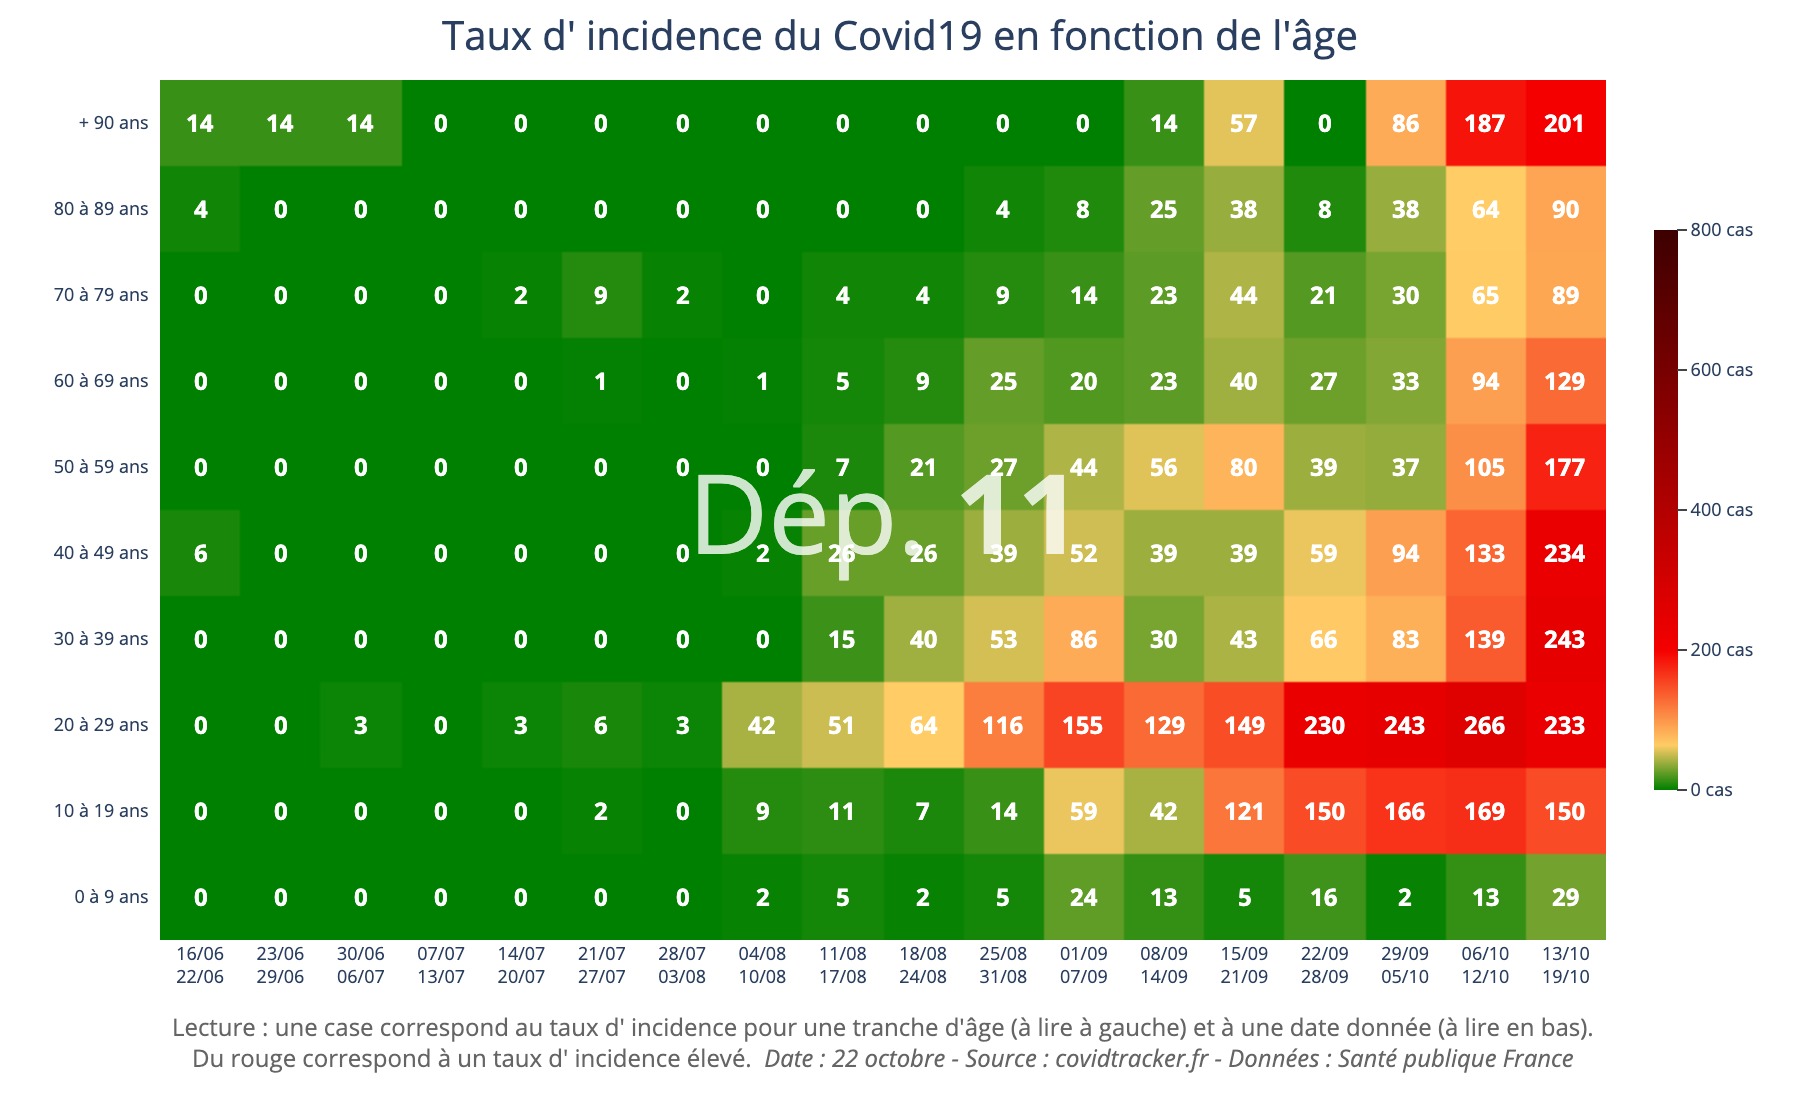 Taux d' incidence du Covid19 en fonction de l'âge
+ 90 ans 14 14 14 0 0 0 0 0 0 0 0 0 14 57 0 86 187 201
80 à 89 ans 4 0 0 0 0 0 0 0 0 0 4 8 25 38 8 38 64 90
800 cas
70 à 79 ans 0 0 0 0 2 9 2 0 4 4 9 14 23 44 21 30 65 89
600 cas
60 à 69 ans 0 0 0 0 0 1 0 1 5 9 25 20 23 40 27 33 94 129
50 à 59 ans 0 0 0 0 0 0 0 0 7 21 27 44 56 80 39 37 105 177
Dép. 11
400 cas
40 à 49 ans 6 0 0 0 0 0 0 2 26 26 39 52 39 39 59 94 133 234
30 à 39 ans 0 0 0 0 0 0 0 0 15 40 53 86 30 43 66 83 139 243
200 cas
20 à 29 ans 0 0 3 0 3 6 3 42 51 64 116 155 129 149 230 243 266 233
0 cas
10 à 19 ans 0 0 0 0 0 2 0 9 11 7 14 59 42 121 150 166 169 150
0 à 9 ans 0 0 0 0 0 0 0 2 5 2 5 24 13 5 16 2 13 29
16/06 23/06 30/06 07/07 14/07 21/07 28/07 04/08 11/08 18/08 25/08 01/09 08/09 15/09 22/09 29/09 06/10 13/10
22/06 29/06 06/07 13/07 20/07 27/07 03/08 10/08 17/08 24/08 31/08 07/09 14/09 21/09 28/09 05/10 12/10 19/10
Lecture : une case correspond au taux d' incidence pour une tranche d'âge (à lire à gauche) et à une date donnée (à lire en bas).
Du rouge correspond à un taux d' incidence élevé. Date : 22 octobre - Source : covidtracker.fr - Données : Santé publique France